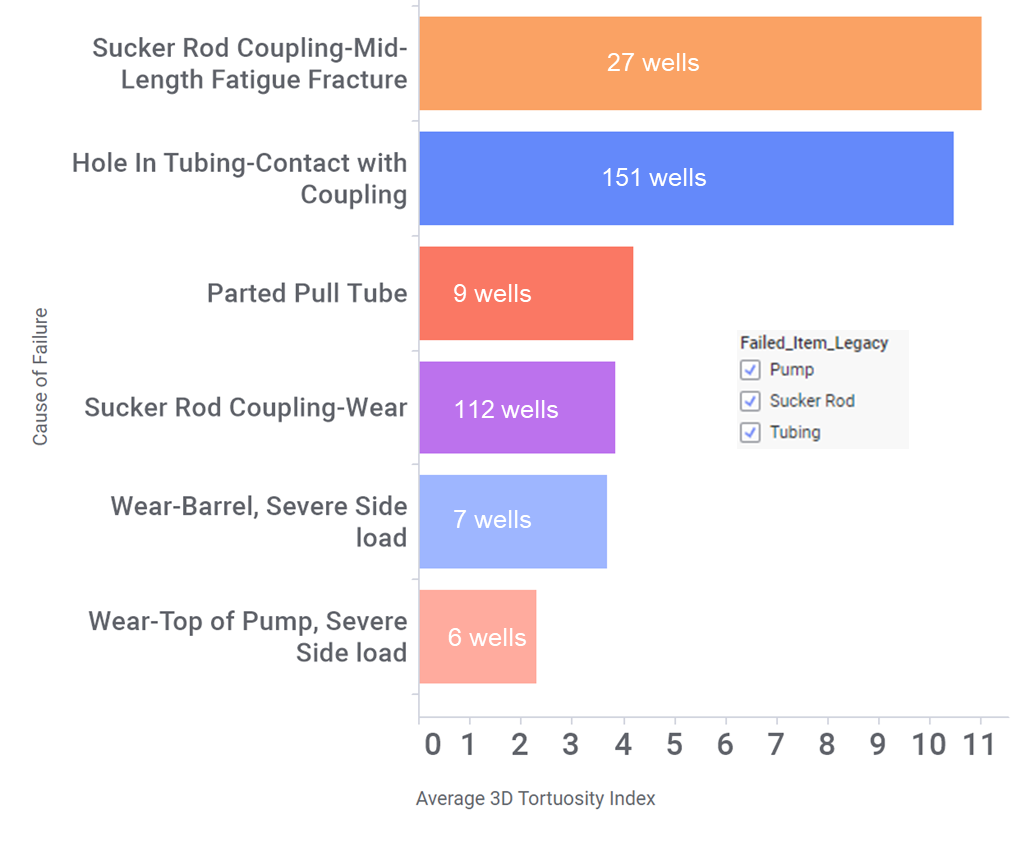 Sucker Rod Coupling-Mid-
Length Fatigue Fracture
27 wells
Hole In Tubing-Contact with
Coupling
151 wells
Parted Pull Tube
9 wells
Sucker Rod Coupling-Wear
112 wells
Wear-Barrel, Severe Side
load
7 wells
Wear-Top of Pump, Severe
Side load
6 wells
Cause of Failure
Failed_Item_Legacy
Pump
Sucker Rod
Tubing
0 1 2 3 4 5 6 7 8 9 10 11
Average 3D Tortuosity Index